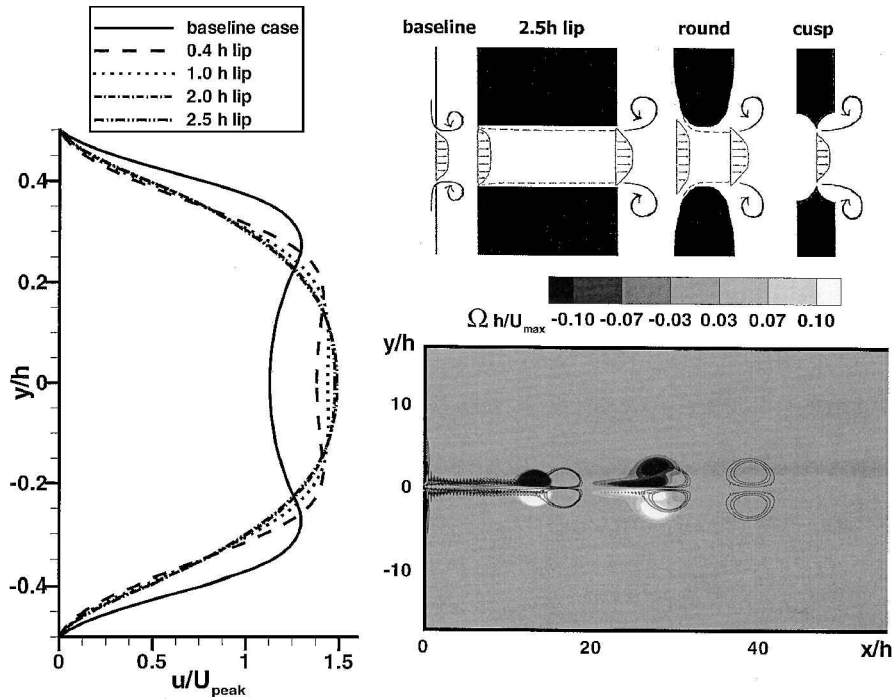 baseline case
0.4 h lip
1.0 h lip
2.0 h lip
2.5 h lip
0.4
0.2
0
-0.2
-0.4
y/h
0 0.5 1 1.5
u/U_peak
baseline 2.5h lip round cusp
Ω h/U_max -0.10 -0.07 -0.03 0.03 0.07 0.10
y/h
10
0
-10
0 20 40 x/h